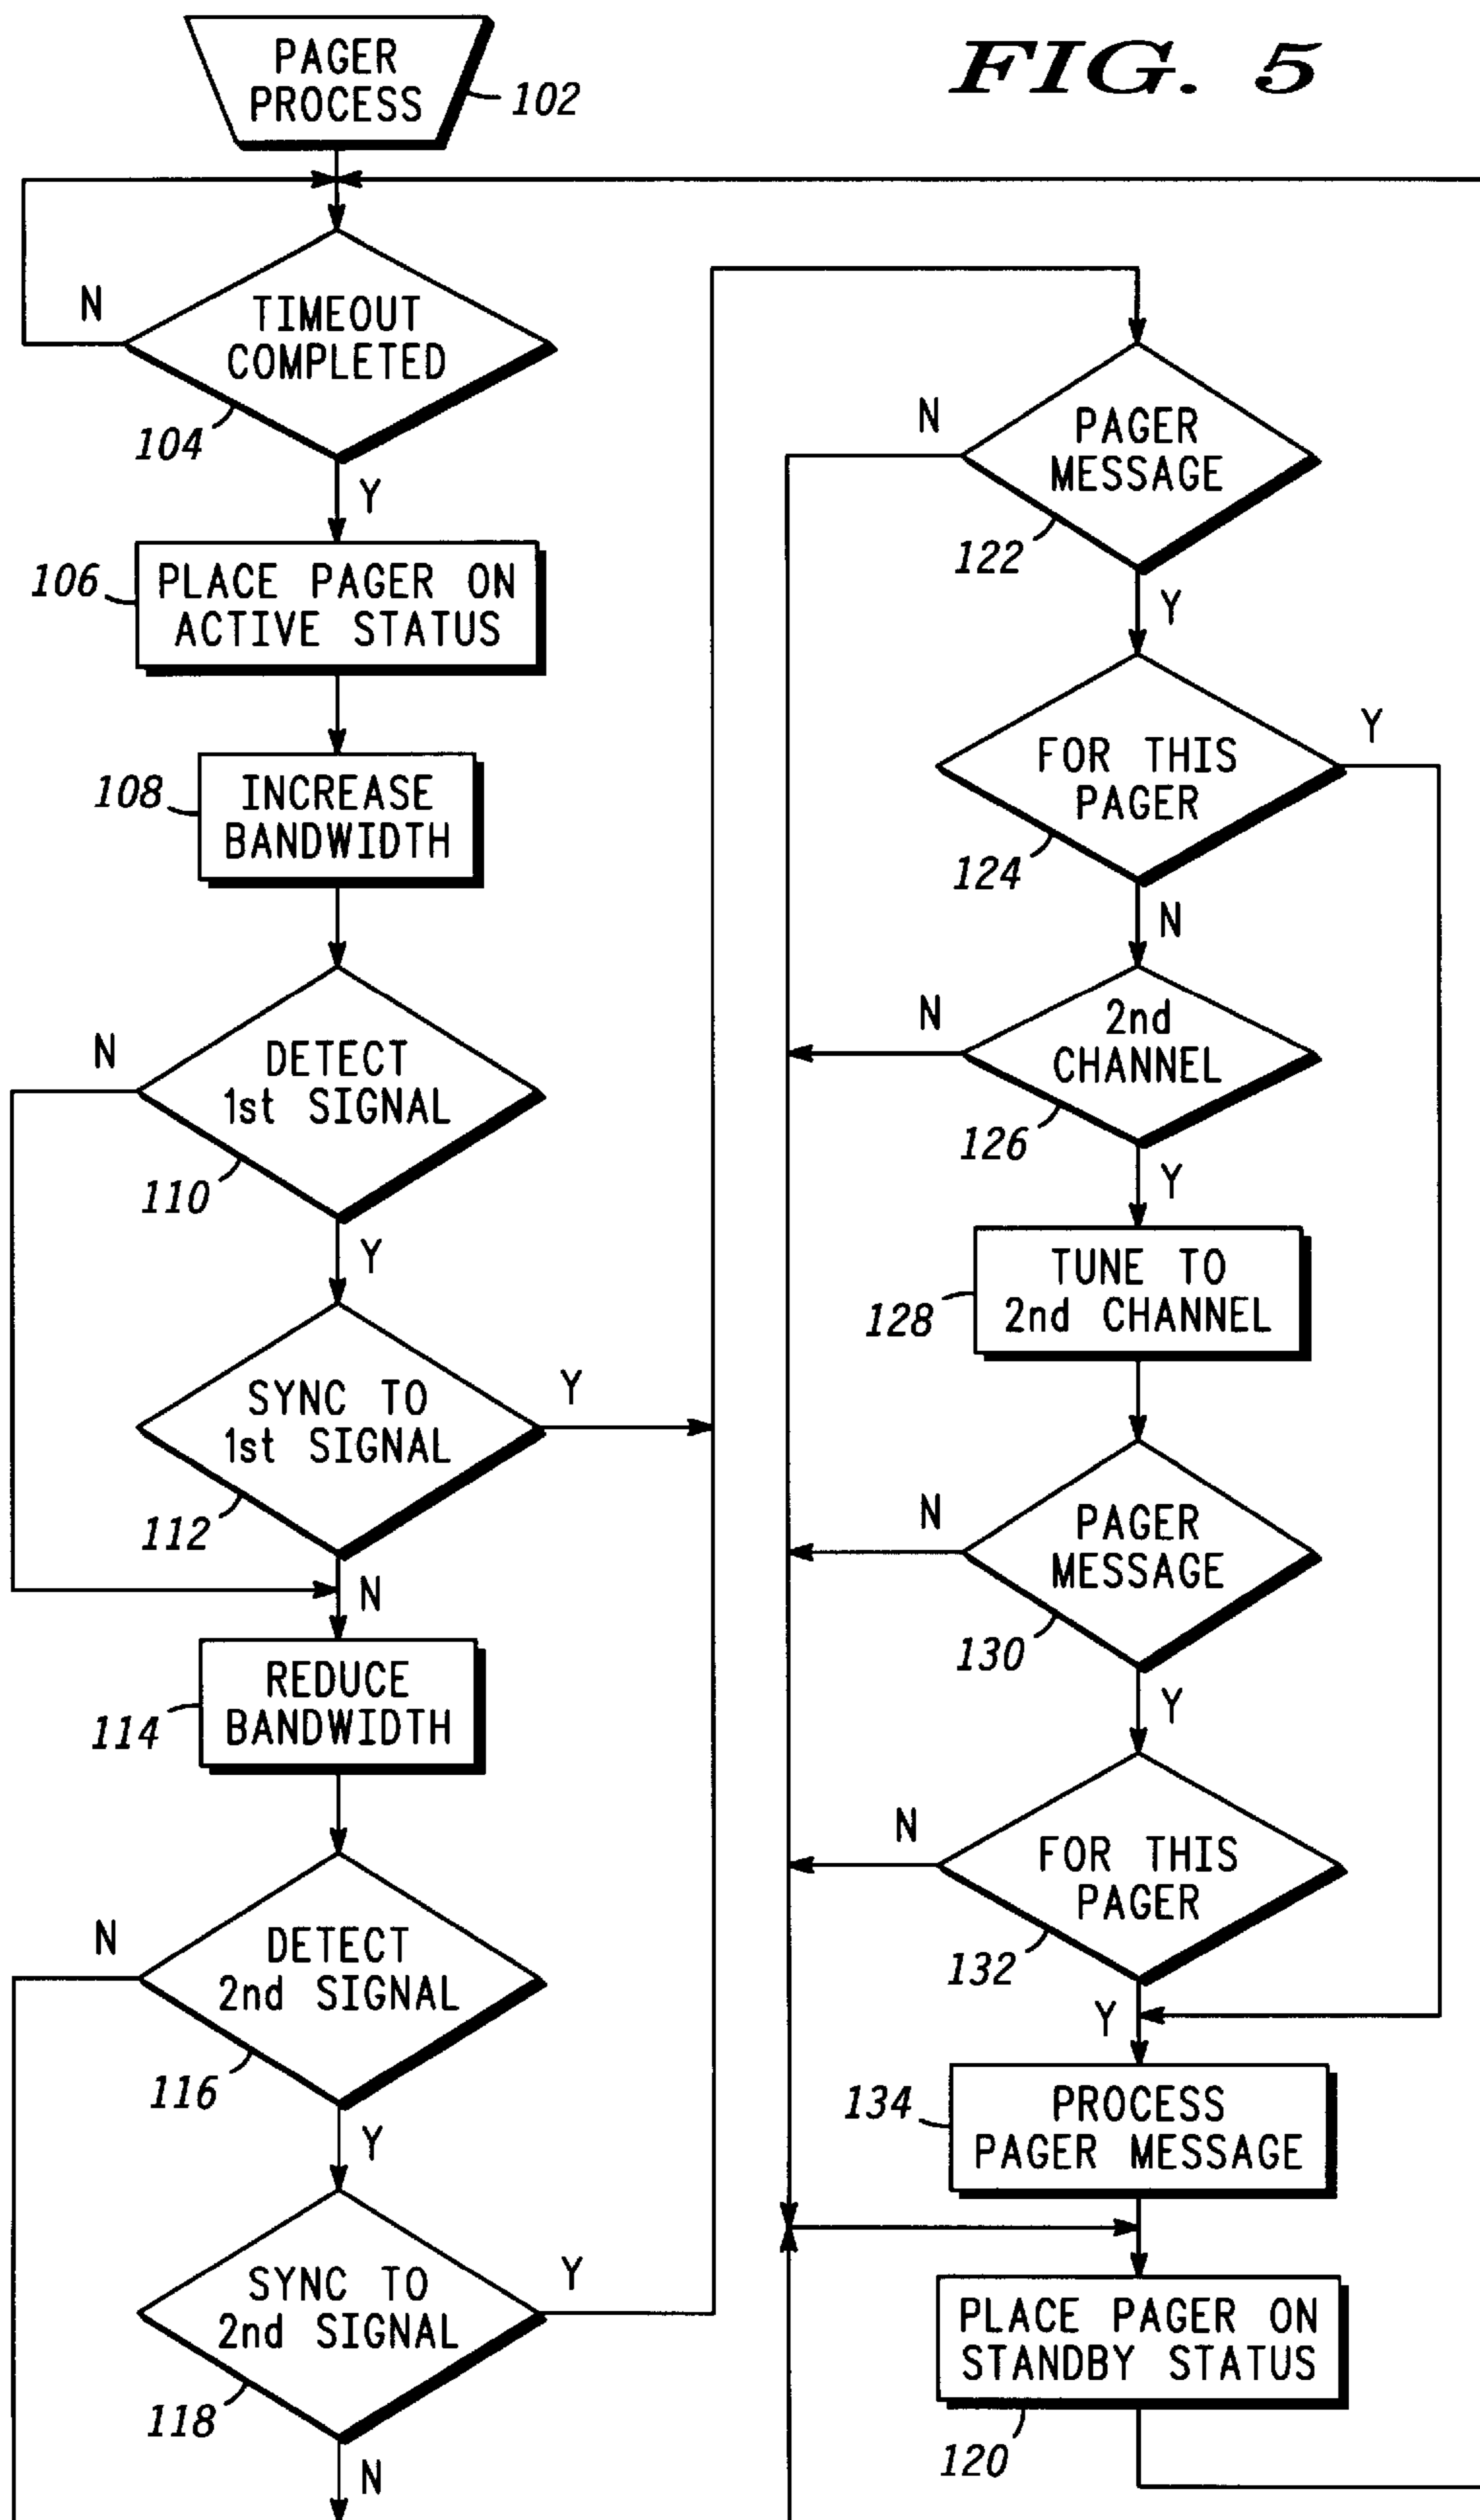 FIG. 5
PAGER
PROCESS
102
N
TIMEOUT
COMPLETED
104
Y
106
PLACE PAGER ON
ACTIVE STATUS
108
INCREASE
BANDWIDTH
N
DETECT
1st SIGNAL
110
Y
SYNC TO
1st SIGNAL
Y
112
N
REDUCE
BANDWIDTH
114
N
DETECT
2nd SIGNAL
116
Y
SYNC TO
2nd SIGNAL
Y
118
N
N
PAGER
MESSAGE
122
Y
FOR THIS
PAGER
Y
124
N
N
2nd
CHANNEL
126
Y
TUNE TO
2nd CHANNEL
128
N
PAGER
MESSAGE
130
Y
N
FOR THIS
PAGER
132
Y
134
PROCESS
PAGER MESSAGE
PLACE PAGER ON
STANDBY STATUS
120